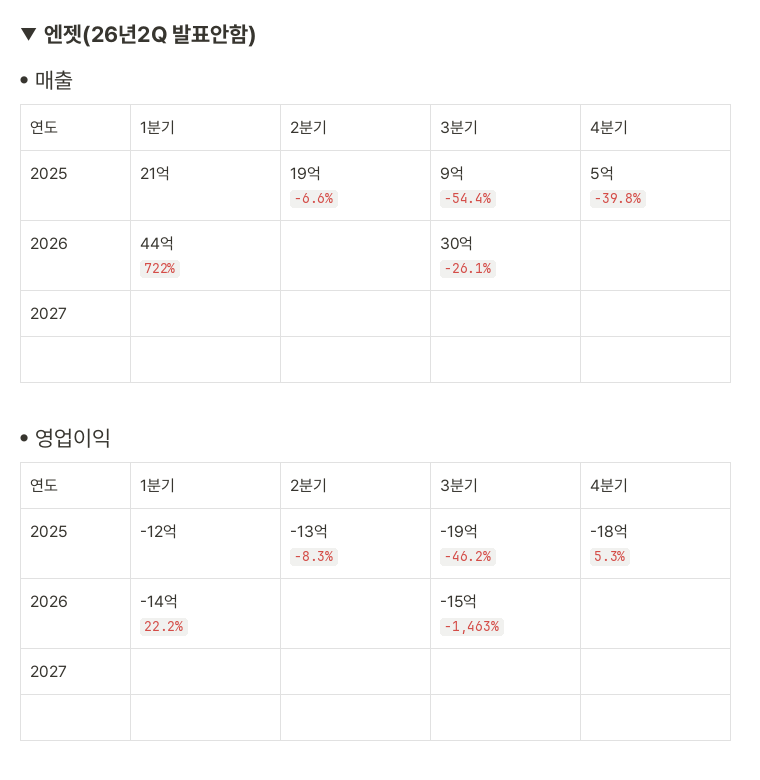 ▼ 엔젯(26년2Q 발표안함)
• 매출
연도 1분기 2분기 3분기 4분기
2025 21억 19억 9억 5억
-6.6% -54.4% -39.8%
2026 44억 30억
722% -26.1%
2027
• 영업이익
연도 1분기 2분기 3분기 4분기
2025 -12억 -13억 -19억 -18억
-8.3% -46.2% 5.3%
2026 -14억 -15억
22.2% -1,463%
2027